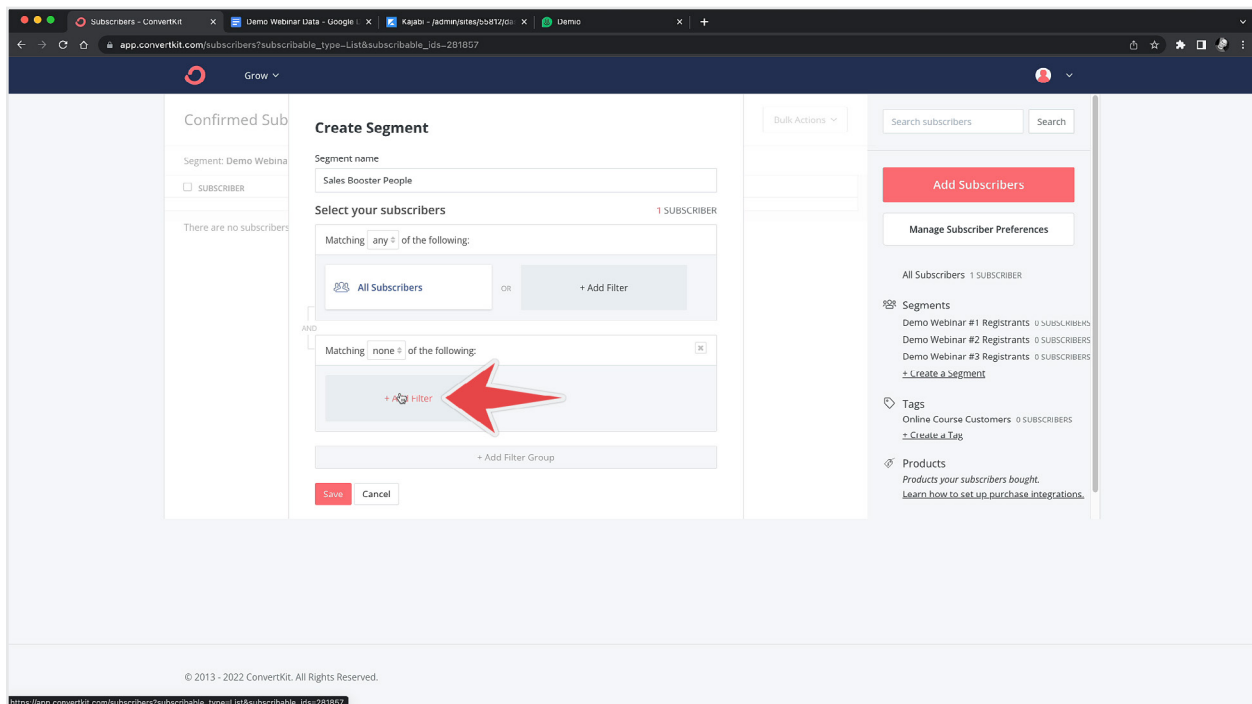 Subscribers - ConvertKit
Demo Webinar Data - Google
Kajabi - /admin/sites/55812/da
Demio
app.convertkit.com/subscribers?subscribable_type=List&subscribable_ids=281857
Grow
Confirmed Sub
Bulk Actions
Search subscribers
Search
Create Segment
Segment: Demo Webina
Segment name
SUBSCRIBER
Sales Booster People
Add Subscribers
Select your subscribers
1 SUBSCRIBER
There are no subscribers
Manage Subscriber Preferences
Matching any of the following:
All Subscribers 1 SUBSCRIBER
All Subscribers
OR
+ Add Filter
Segments
Demo Webinar #1 Registrants 0 SUBSCRIBERS
AND
Demo Webinar #2 Registrants 0 SUBSCRIBERS
Matching none of the following:
Demo Webinar #3 Registrants 0 SUBSCRIBERS
+ Create a Segment
+ Add Filter
Tags
Online Course Customers 0 SUBSCRIBERS
+ Create a Tag
+ Add Filter Group
Products
Products your subscribers bought.
Learn how to set up purchase integrations.
Save
Cancel
© 2013 - 2022 ConvertKit. All Rights Reserved.
https://app.convertkit.com/subscribers?subscribable_type=List&subscribable_ids=281857